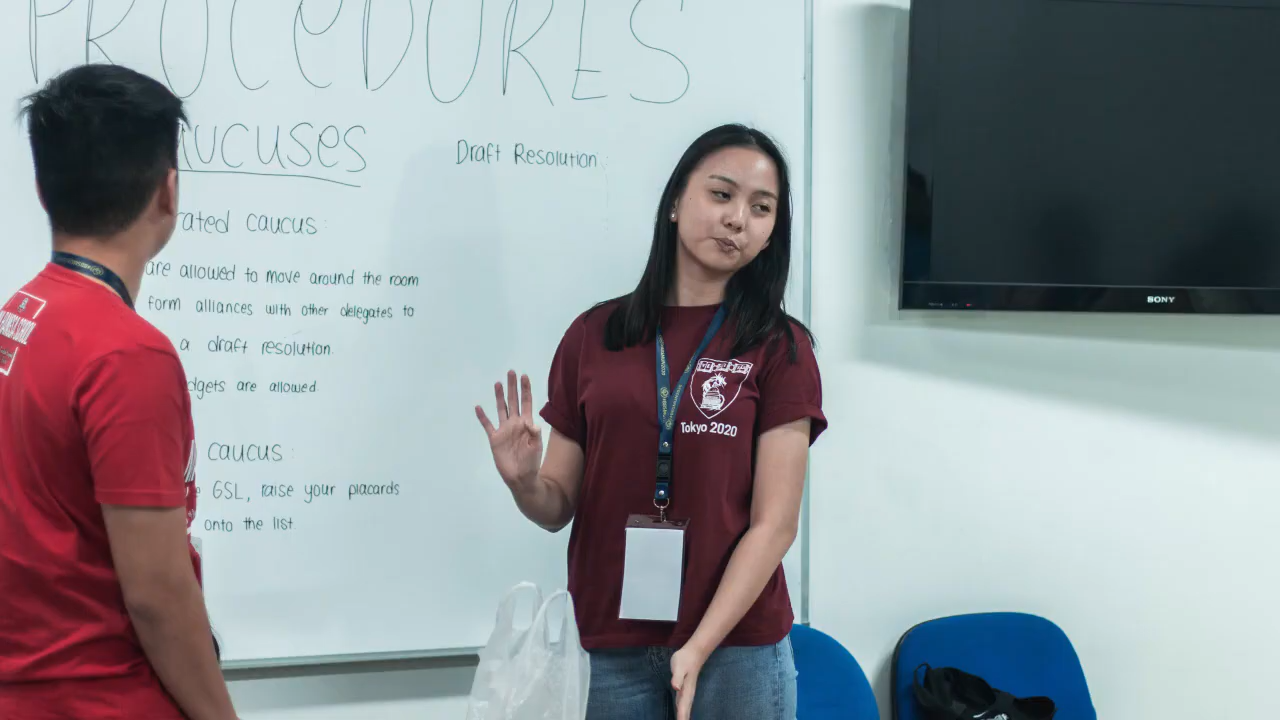 PROCEDURES
AUCUSES
Draft Resolution:
rated caucus:
are allowed to move around the room
form alliances with other delegates to
a draft resolution.
dgets are allowed
caucus:
GSL, raise your placards
onto the list.
Tokyo 2020
SONY